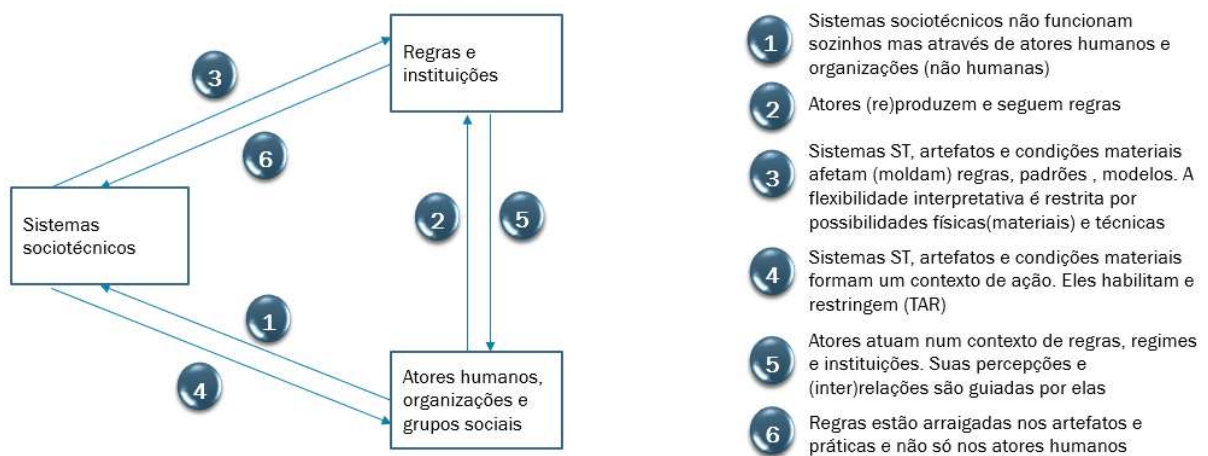 Regras e
instituições
3
6
Sistemas
sociotécnicos
2
5
1
4
Atores humanos,
organizações e
grupos sociais
1
Sistemas sociotécnicos não funcionam
sozinhos mas através de atores humanos e
organizações (não humanas)
2
Atores (re)produzem e seguem regras
3
Sistemas ST, artefatos e condições materiais
afetam (moldam) regras, padrões , modelos. A
flexibilidade interpretativa é restrita por
possibilidades físicas(materiais) e técnicas
4
Sistemas ST, artefatos e condições materiais
formam um contexto de ação. Eles habilitam e
restringem (TAR)
5
Atores atuam num contexto de regras, regimes
e instituições. Suas percepções e
(inter)relações são guiadas por elas
6
Regras estão arraigadas nos artefatos e
práticas e não só nos atores humanos